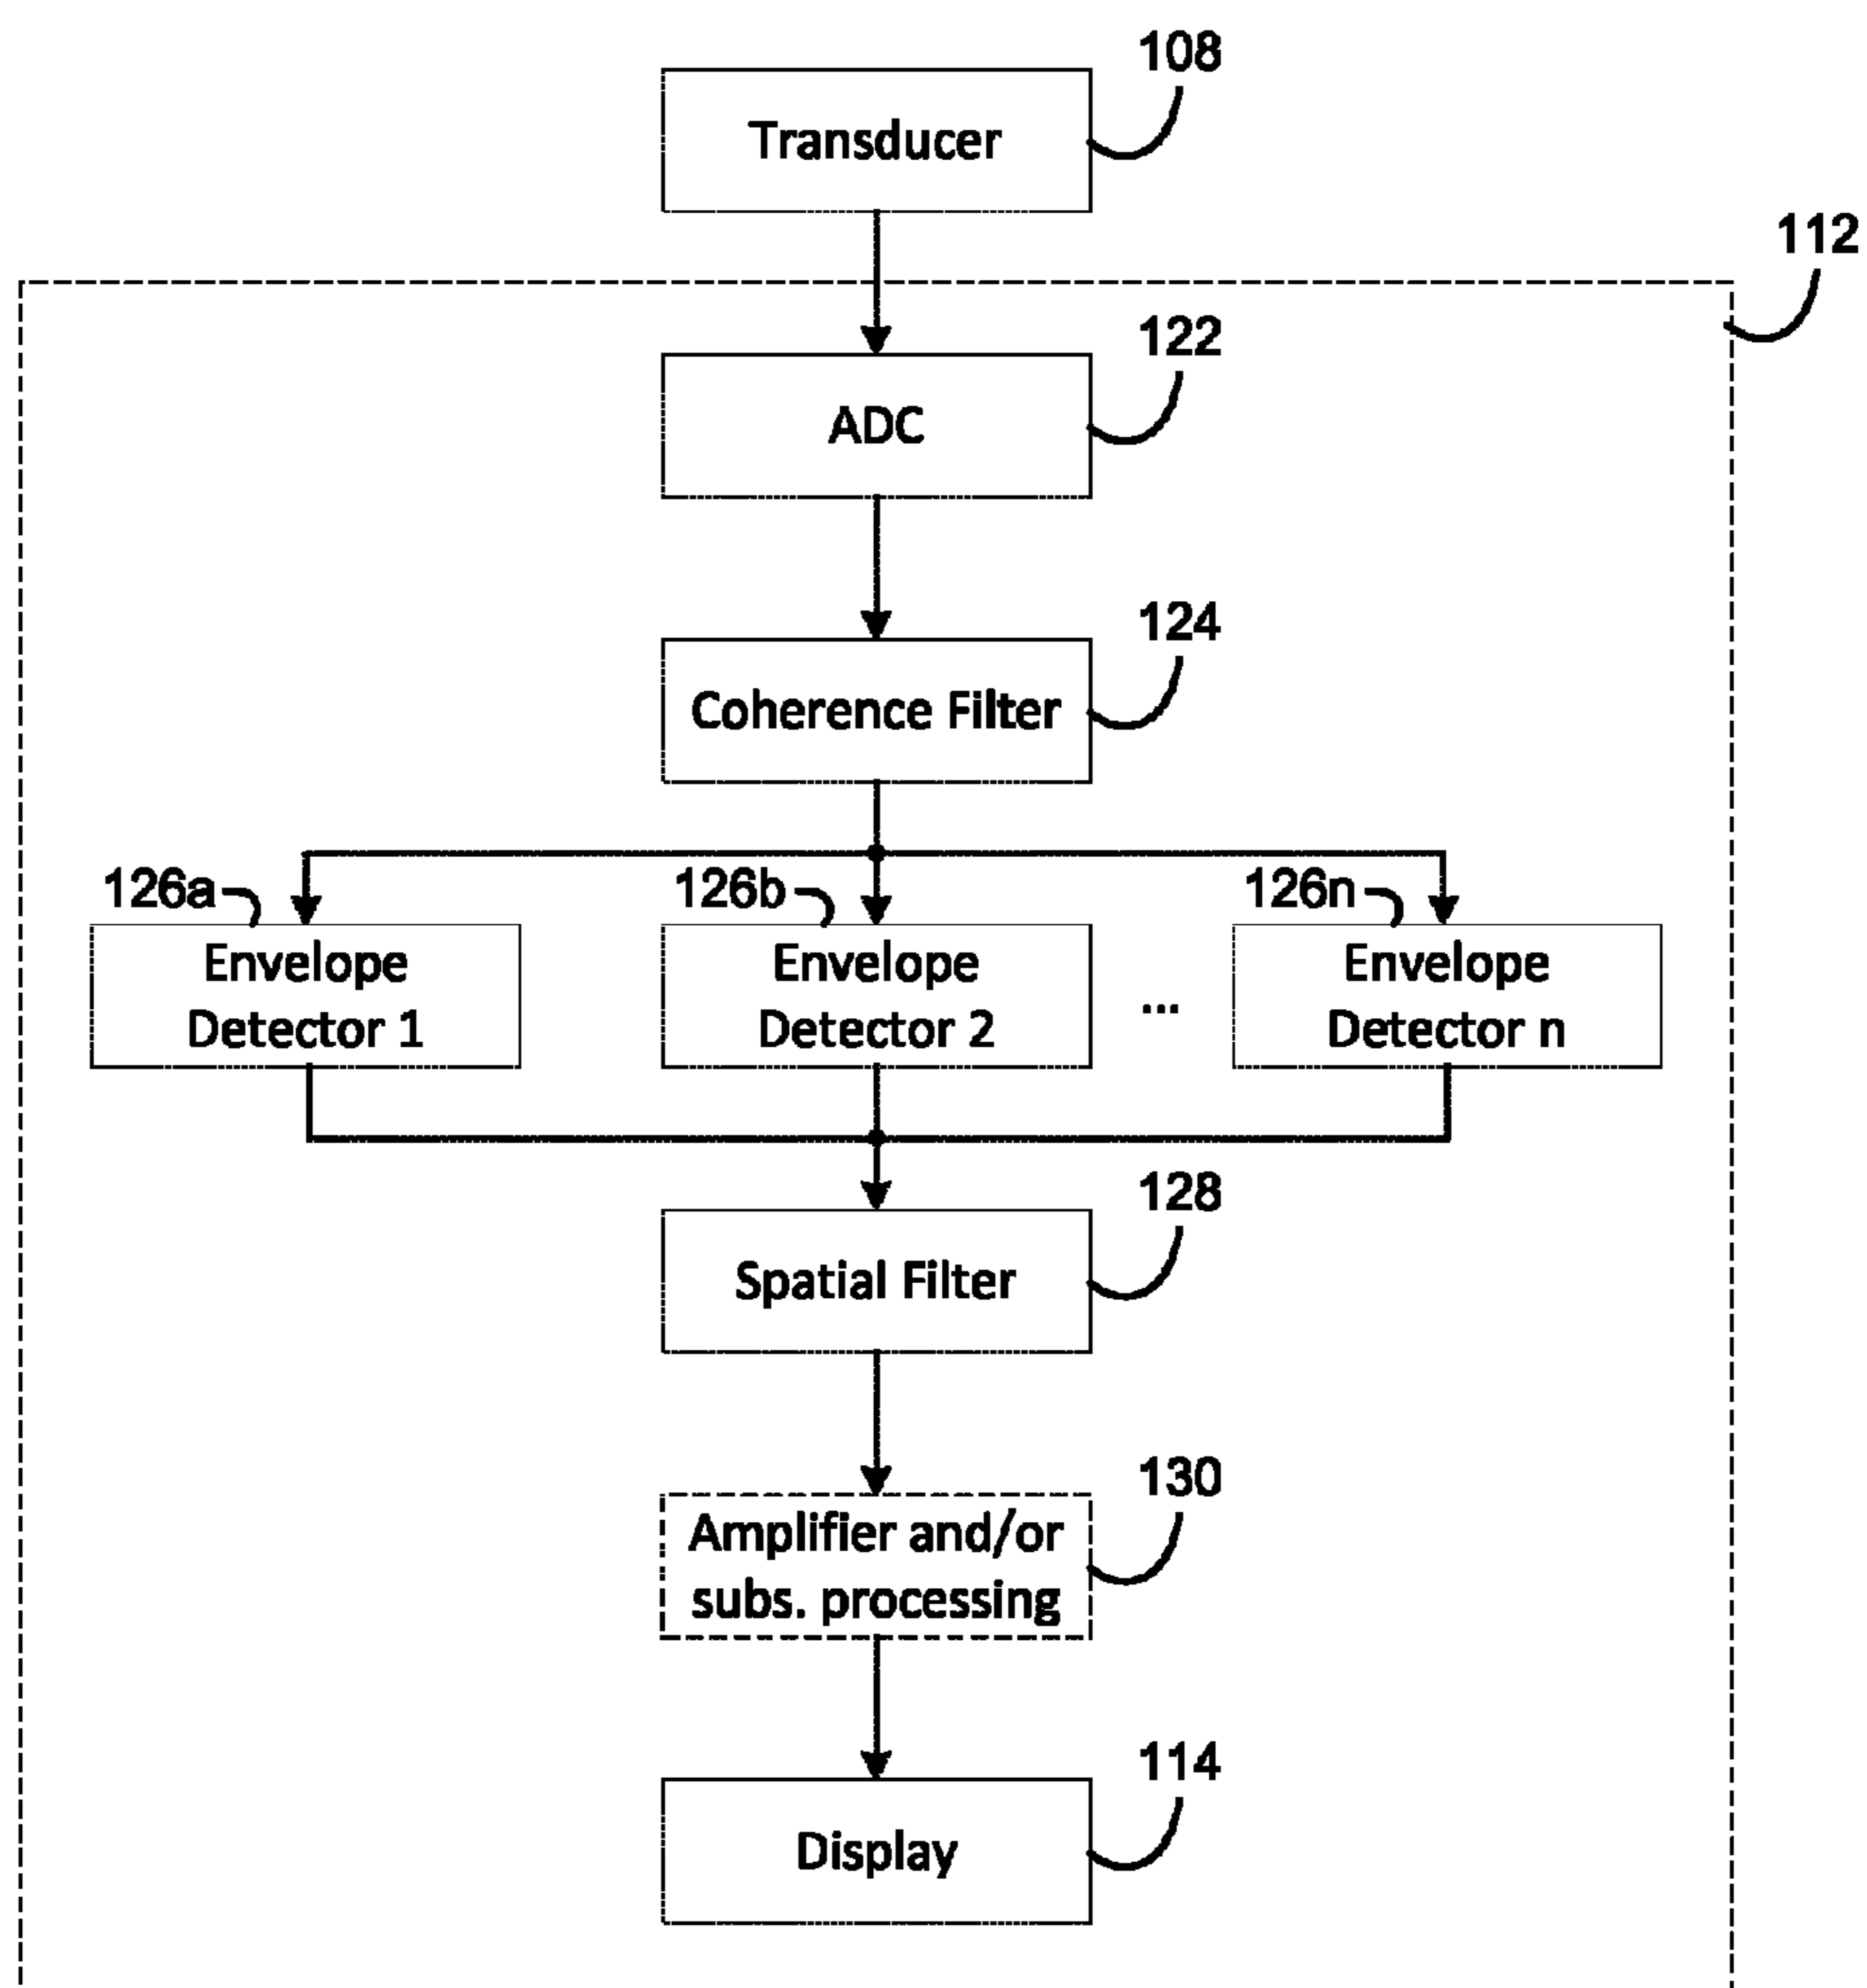 108
Transducer
112
122
ADC
124
Coherence Filter
126a
126b
126n
Envelope
Detector 1
Envelope
Detector 2
...
Envelope
Detector n
128
Spatial Filter
130
Amplifier and/or
subs. processing
114
Display